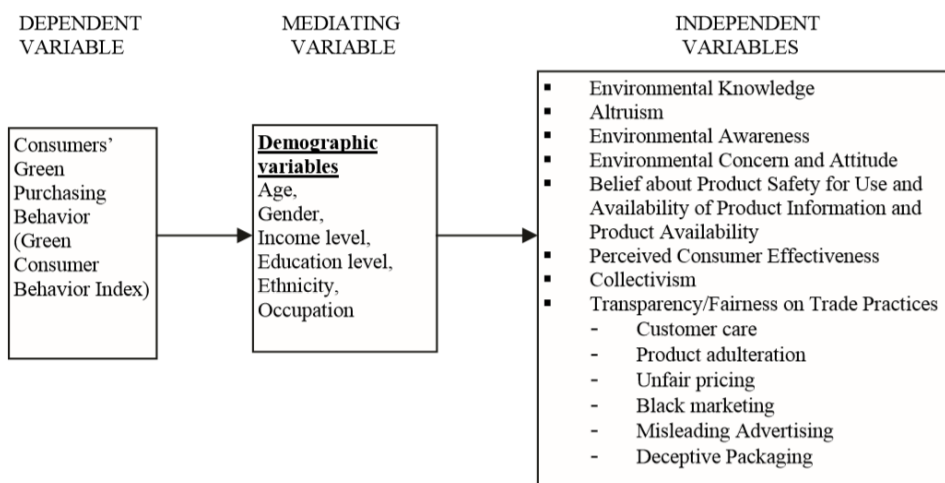 DEPENDENT
VARIABLE
MEDIATING
VARIABLE
INDEPENDENT
VARIABLES
Consumers’
Green
Purchasing
Behavior
(Green
Consumer
Behavior Index)
Demographic
variables
Age,
Gender,
Income level,
Education level,
Ethnicity,
Occupation
▪ Environmental Knowledge
▪ Altruism
▪ Environmental Awareness
▪ Environmental Concern and Attitude
▪ Belief about Product Safety for Use and
Availability of Product Information and
Product Availability
▪ Perceived Consumer Effectiveness
▪ Collectivism
▪ Transparency/Fairness on Trade Practices
- Customer care
- Product adulteration
- Unfair pricing
- Black marketing
- Misleading Advertising
- Deceptive Packaging